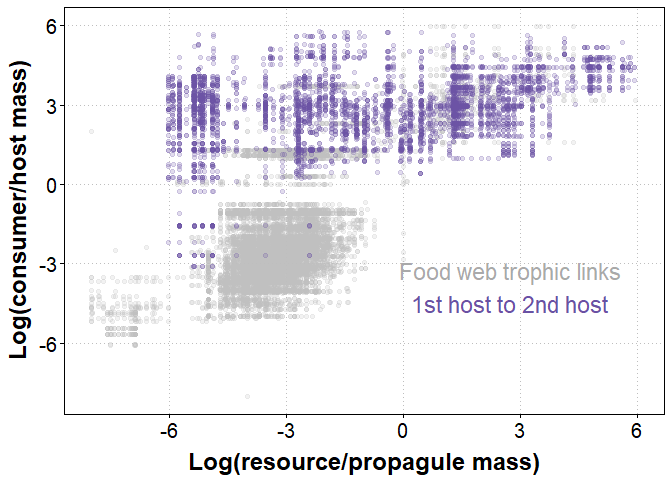 6
3
0
-3
-6
Log(consumer/host mass)
Food web trophic links
1st host to 2nd host
-6 -3 0 3 6
Log(resource/propagule mass)